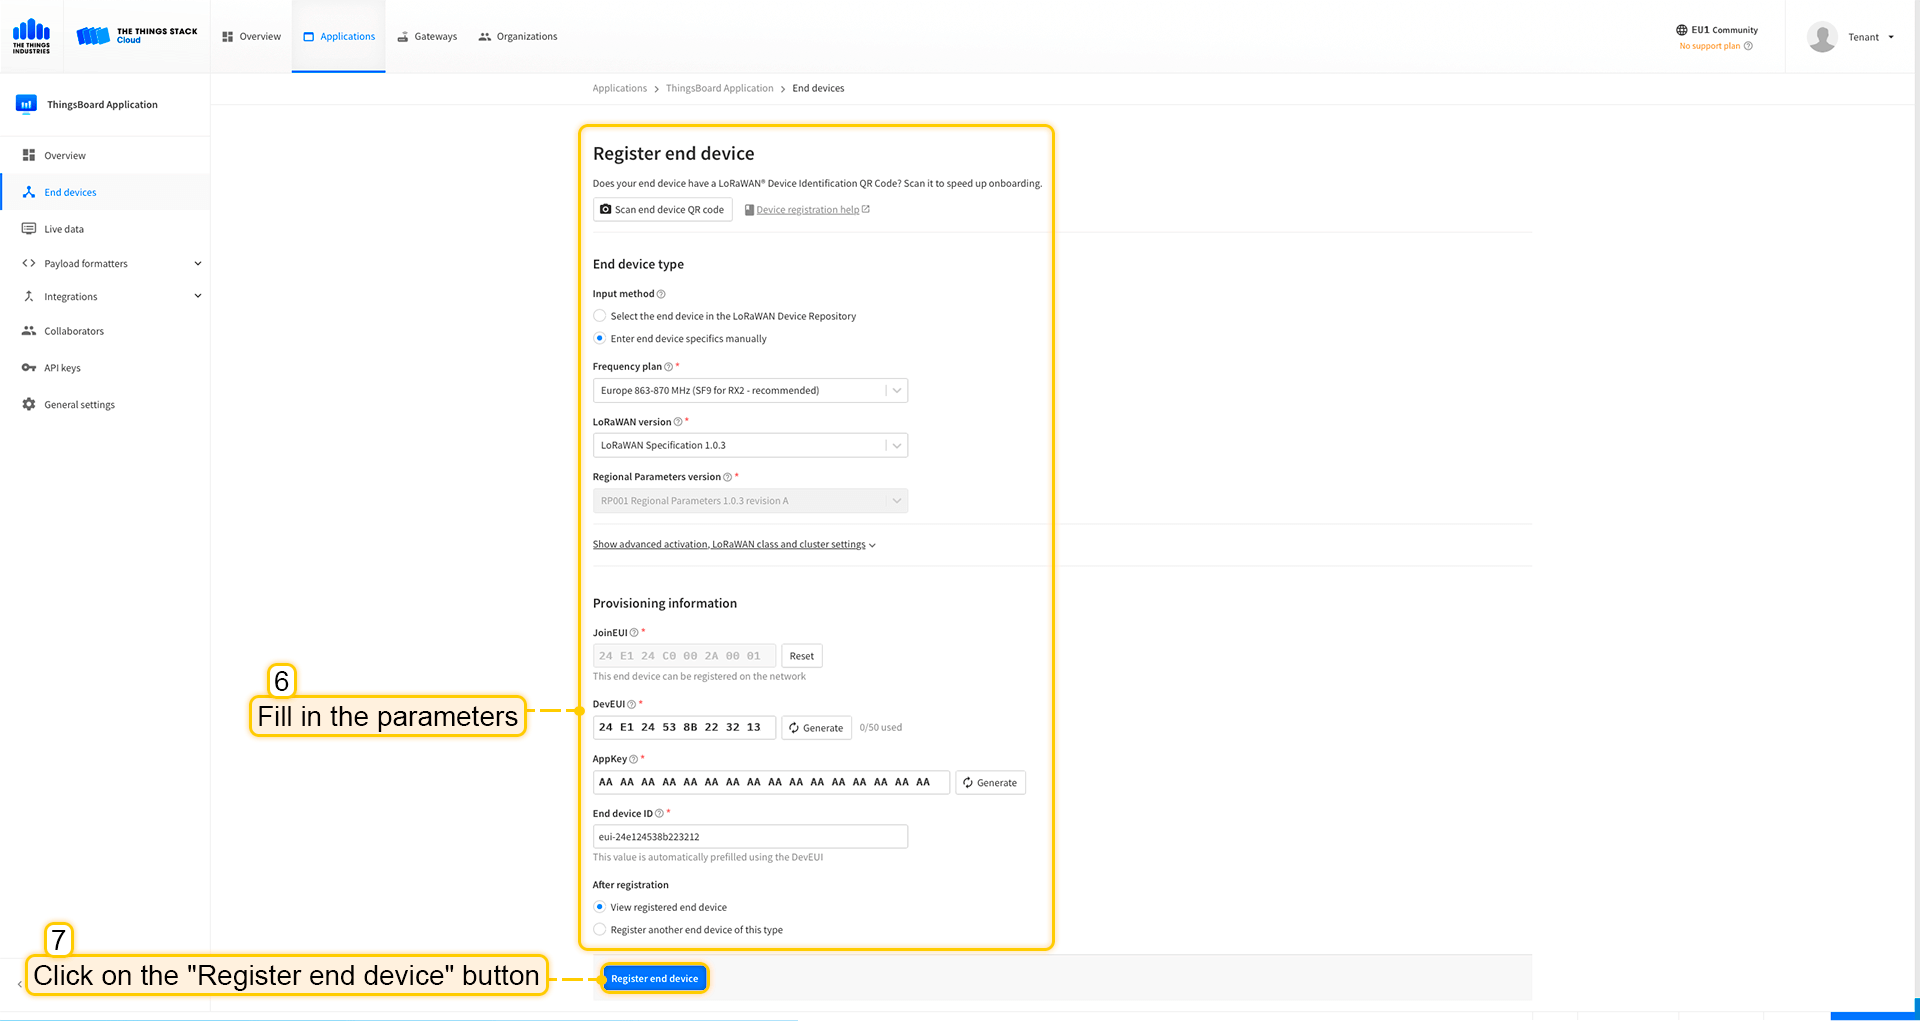 THE THINGS INDUSTRIES
THE THINGS STACK
Cloud
Overview
Applications
Gateways
Organizations
EU1 Community
No support plan
Tenant
ThingsBoard Application
Overview
End devices
Live data
Payload formatters
Integrations
Collaborators
API keys
General settings
Applications > ThingsBoard Application > End devices
Register end device
Does your end device have a LoRaWAN® Device Identification QR Code? Scan it to speed up onboarding.
Scan end device QR code
Device registration help
End device type
Input method
Select the end device in the LoRaWAN Device Repository
Enter end device specifics manually
Frequency plan *
Europe 863-870 MHz (SF9 for RX2 - recommended)
LoRaWAN version *
LoRaWAN Specification 1.0.3
Regional Parameters version *
RP001 Regional Parameters 1.0.3 revision A
Show advanced activation, LoRaWAN class and cluster settings
Provisioning information
JoinEUI *
24 E1 24 C0 00 2A 00 01
Reset
This end device can be registered on the network
6
Fill in the parameters
DevEUI *
24 E1 24 53 8B 22 32 13
Generate
0/50 used
AppKey *
AA AA AA AA AA AA AA AA AA AA AA AA AA AA AA AA
Generate
End device ID *
eui-24e124538b223212
This value is automatically prefilled using the DevEUI
After registration
View registered end device
Register another end device of this type
7
Click on the "Register end device" button
Register end device